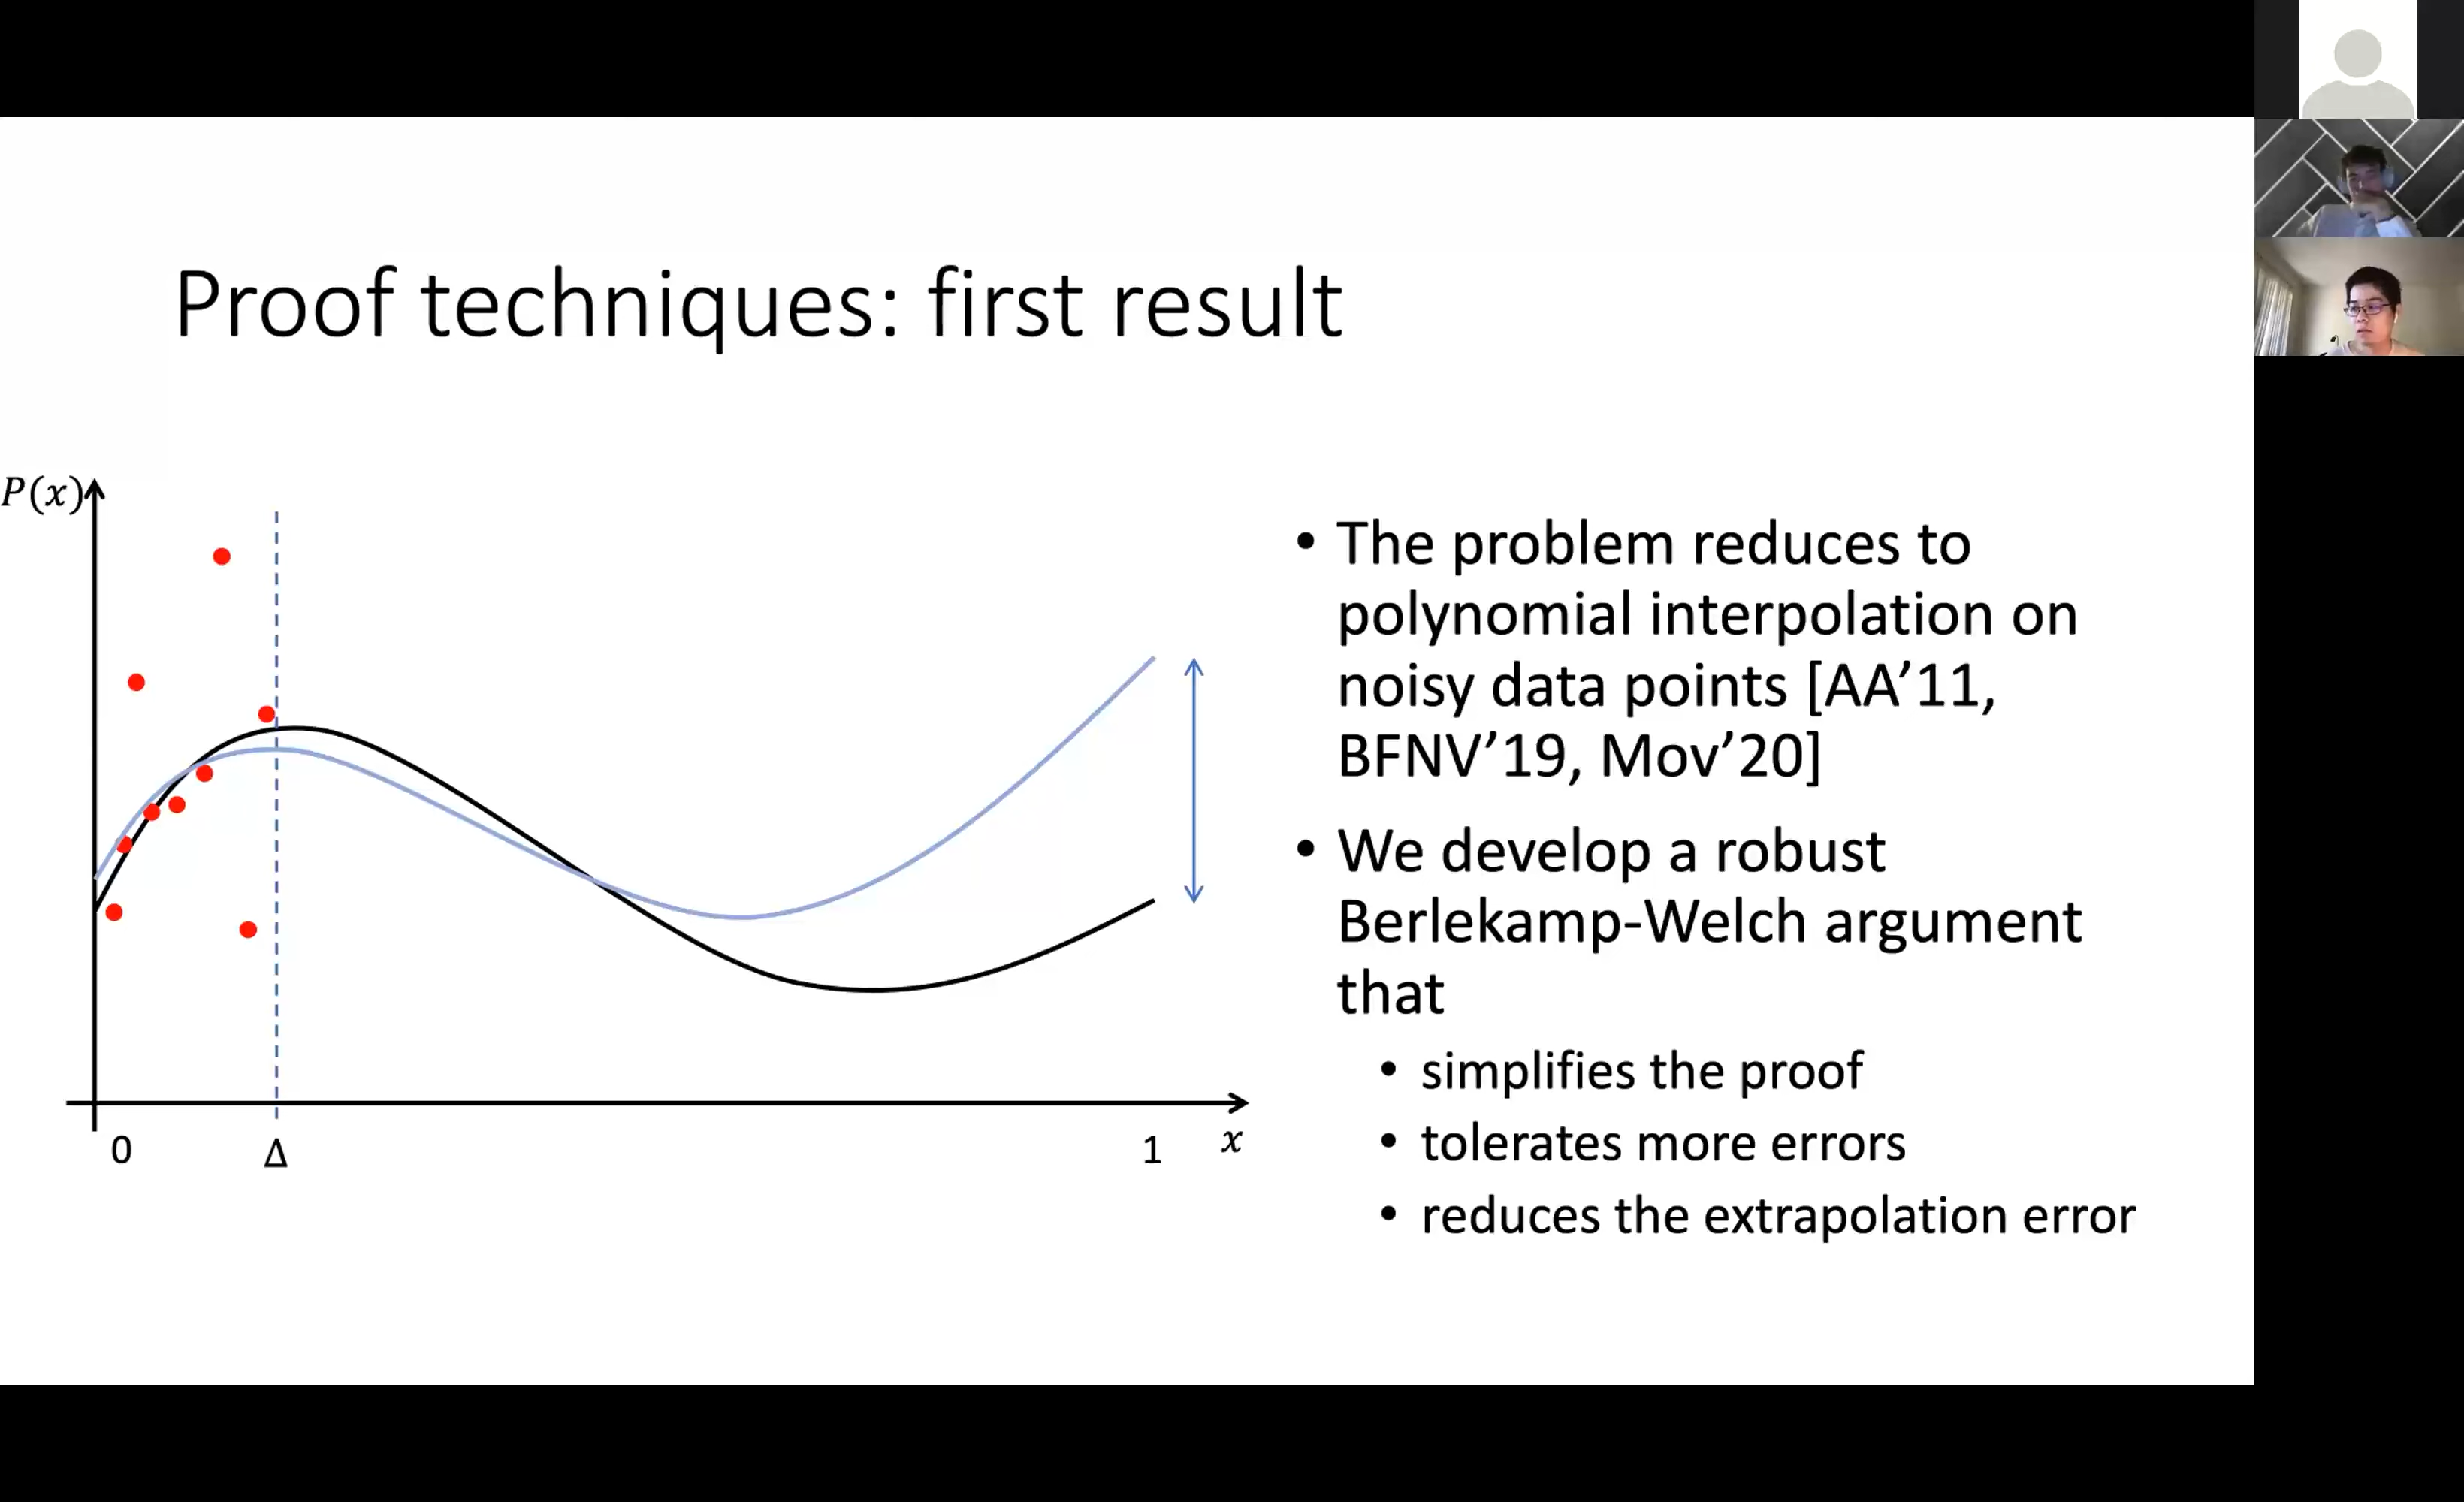 Proof techniques: first result
P(x)
0
Δ
1
x
• The problem reduces to
polynomial interpolation on
noisy data points [AA’11,
BFNV’19, Mov’20]
• We develop a robust
Berlekamp-Welch argument
that
• simplifies the proof
• tolerates more errors
• reduces the extrapolation error